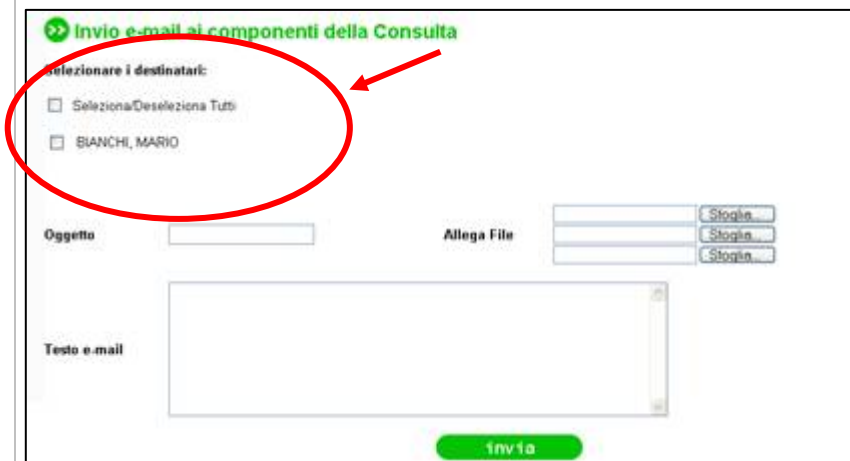 Invio e-mail ai componenti della Consulta
Selezionare i destinatari:
Seleziona/Deseleziona Tutti
BIANCHI, MARIO
Oggetto
Allega File
Sfoglia...
Sfoglia...
Sfoglia...
Testo e-mail
invia